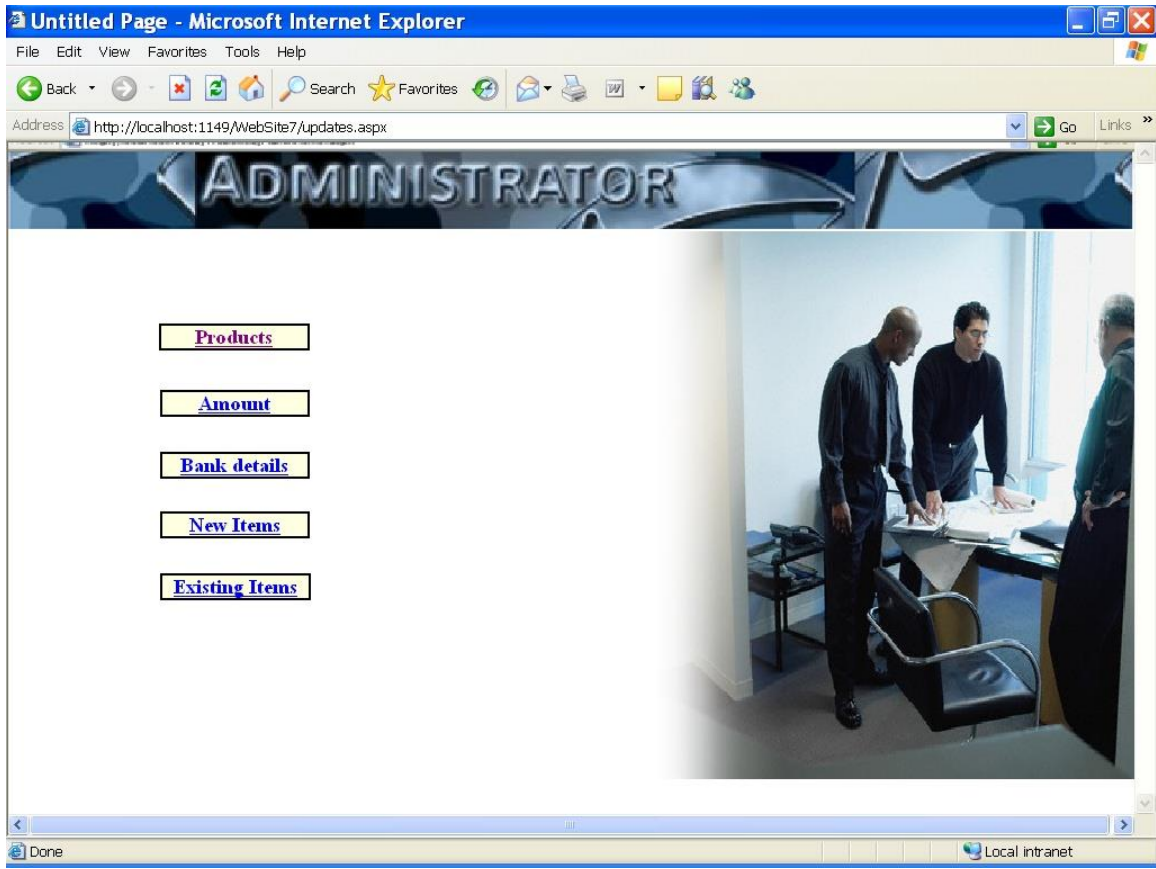 Untitled Page - Microsoft Internet Explorer
File Edit View Favorites Tools Help
Back Search Favorites
Address http://localhost:1149/WebSite7/updates.aspx Go Links »
ADMINISTRATOR
Products
Amount
Bank details
New Items
Existing Items
Done Local intranet